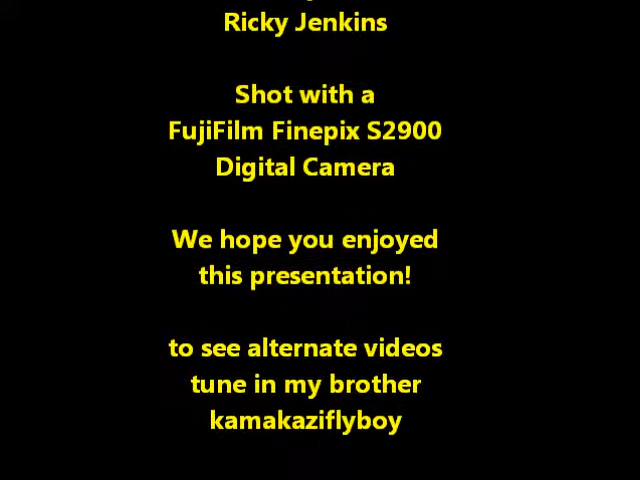 Ricky Jenkins
Shot with a
FujiFilm Finepix S2900
Digital Camera
We hope you enjoyed
this presentation!
to see alternate videos
tune in my brother
kamakaziflyboy